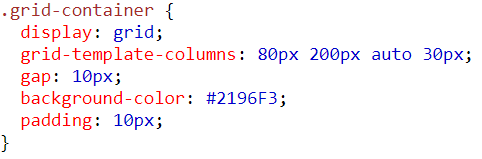 .grid-container {
  display: grid;
  grid-template-columns: 80px 200px auto 30px;
  gap: 10px;
  background-color: #2196F3;
  padding: 10px;
}